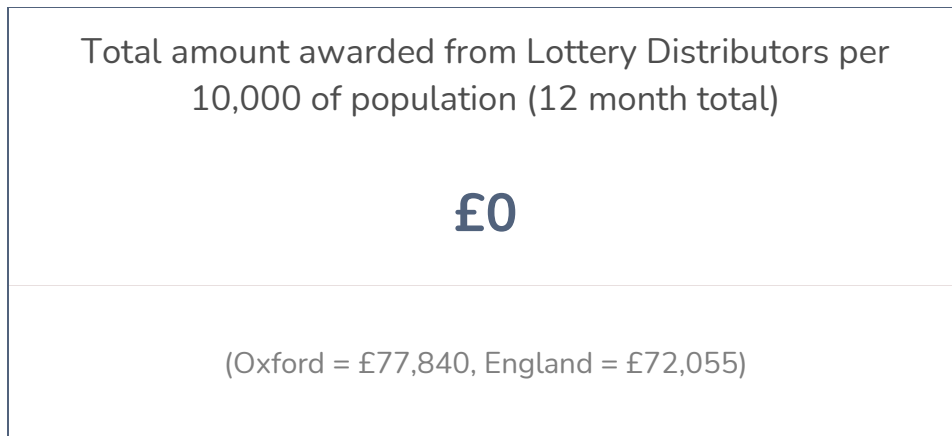 Total amount awarded from Lottery Distributors per
10,000 of population (12 month total)
£0
(Oxford = £77,840, England = £72,055)